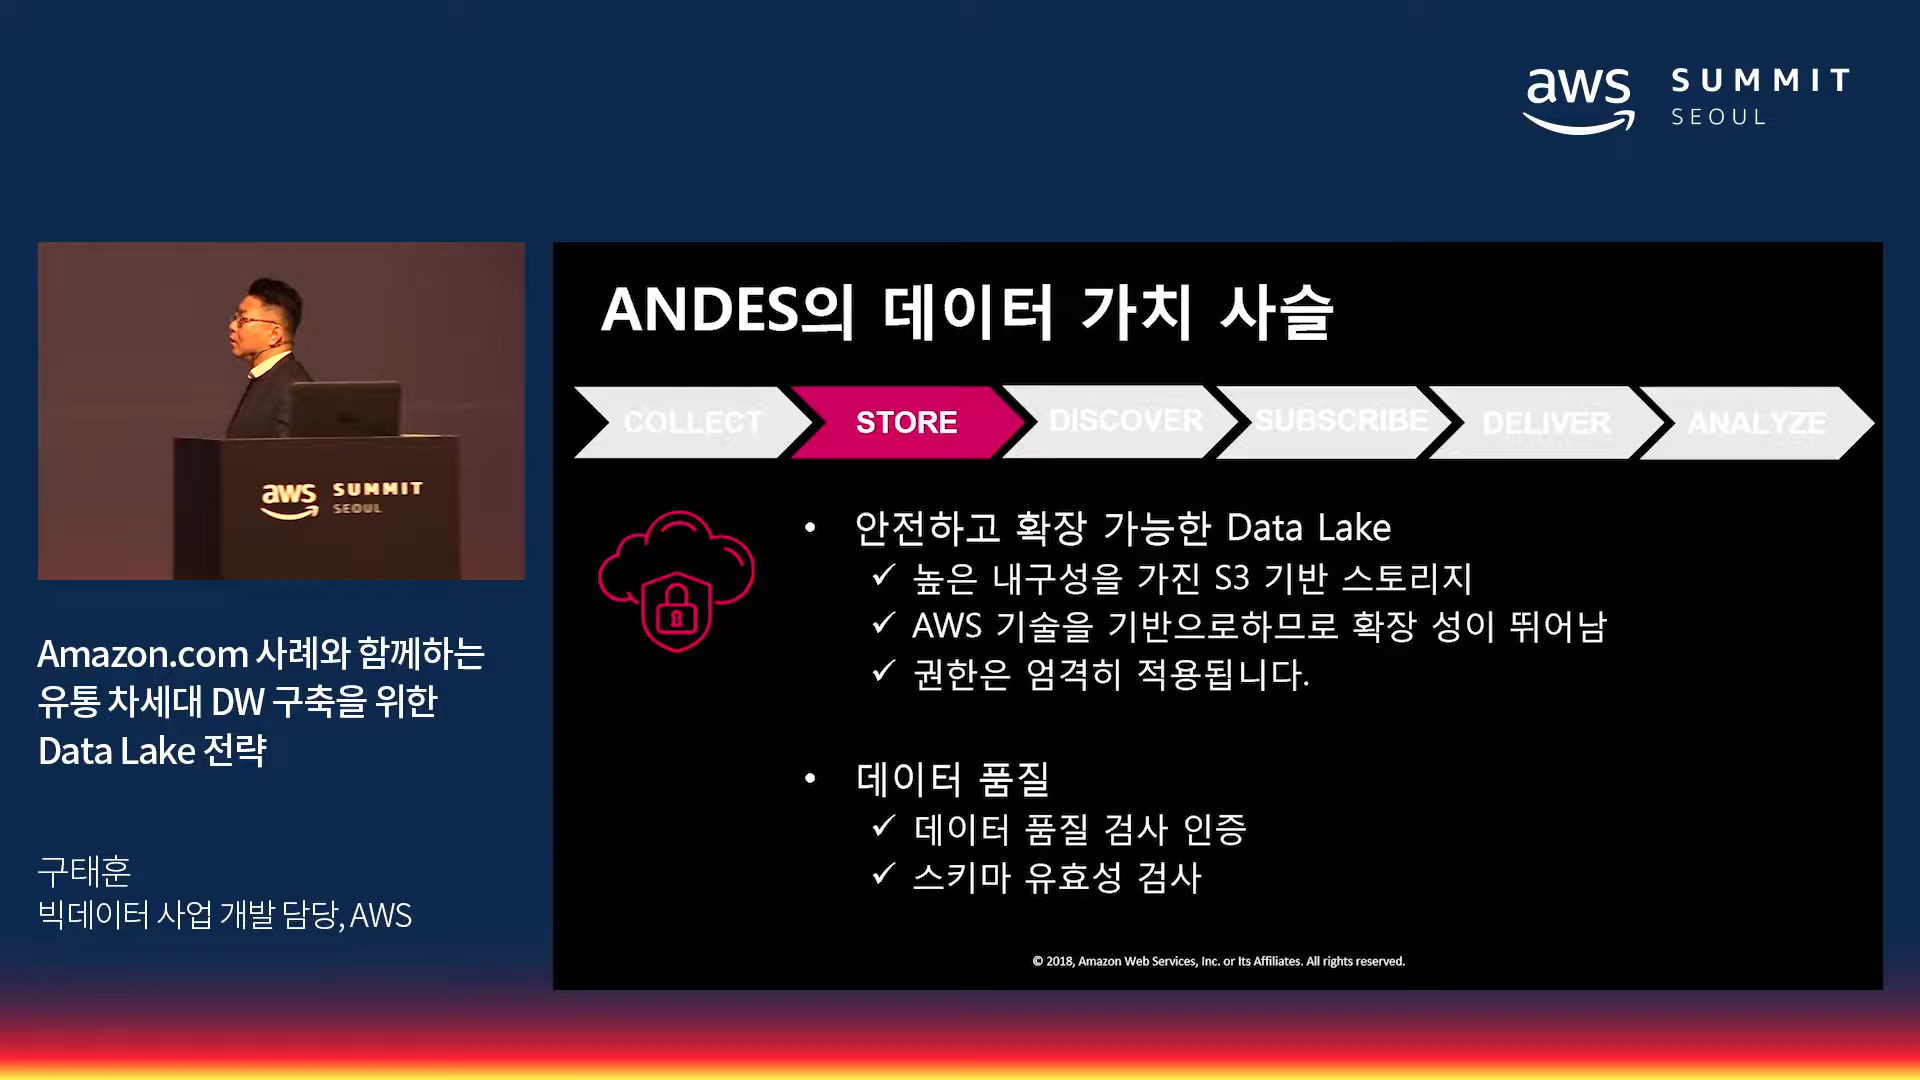 aws SUMMIT
SEOUL
aws SUMMIT
SEOUL
Amazon.com 사례와 함께하는
유통 차세대 DW 구축을 위한
Data Lake 전략
구태훈
빅데이터 사업 개발 담당, AWS
ANDES의 데이터 가치 사슬
COLLECT STORE DISCOVER SUBSCRIBE DELIVER ANALYZE
• 안전하고 확장 가능한 Data Lake
✓ 높은 내구성을 가진 S3 기반 스토리지
✓ AWS 기술을 기반으로하므로 확장 성이 뛰어남
✓ 권한은 엄격히 적용됩니다.
• 데이터 품질
✓ 데이터 품질 검사 인증
✓ 스키마 유효성 검사
© 2018, Amazon Web Services, Inc. or Its Affiliates. All rights reserved.